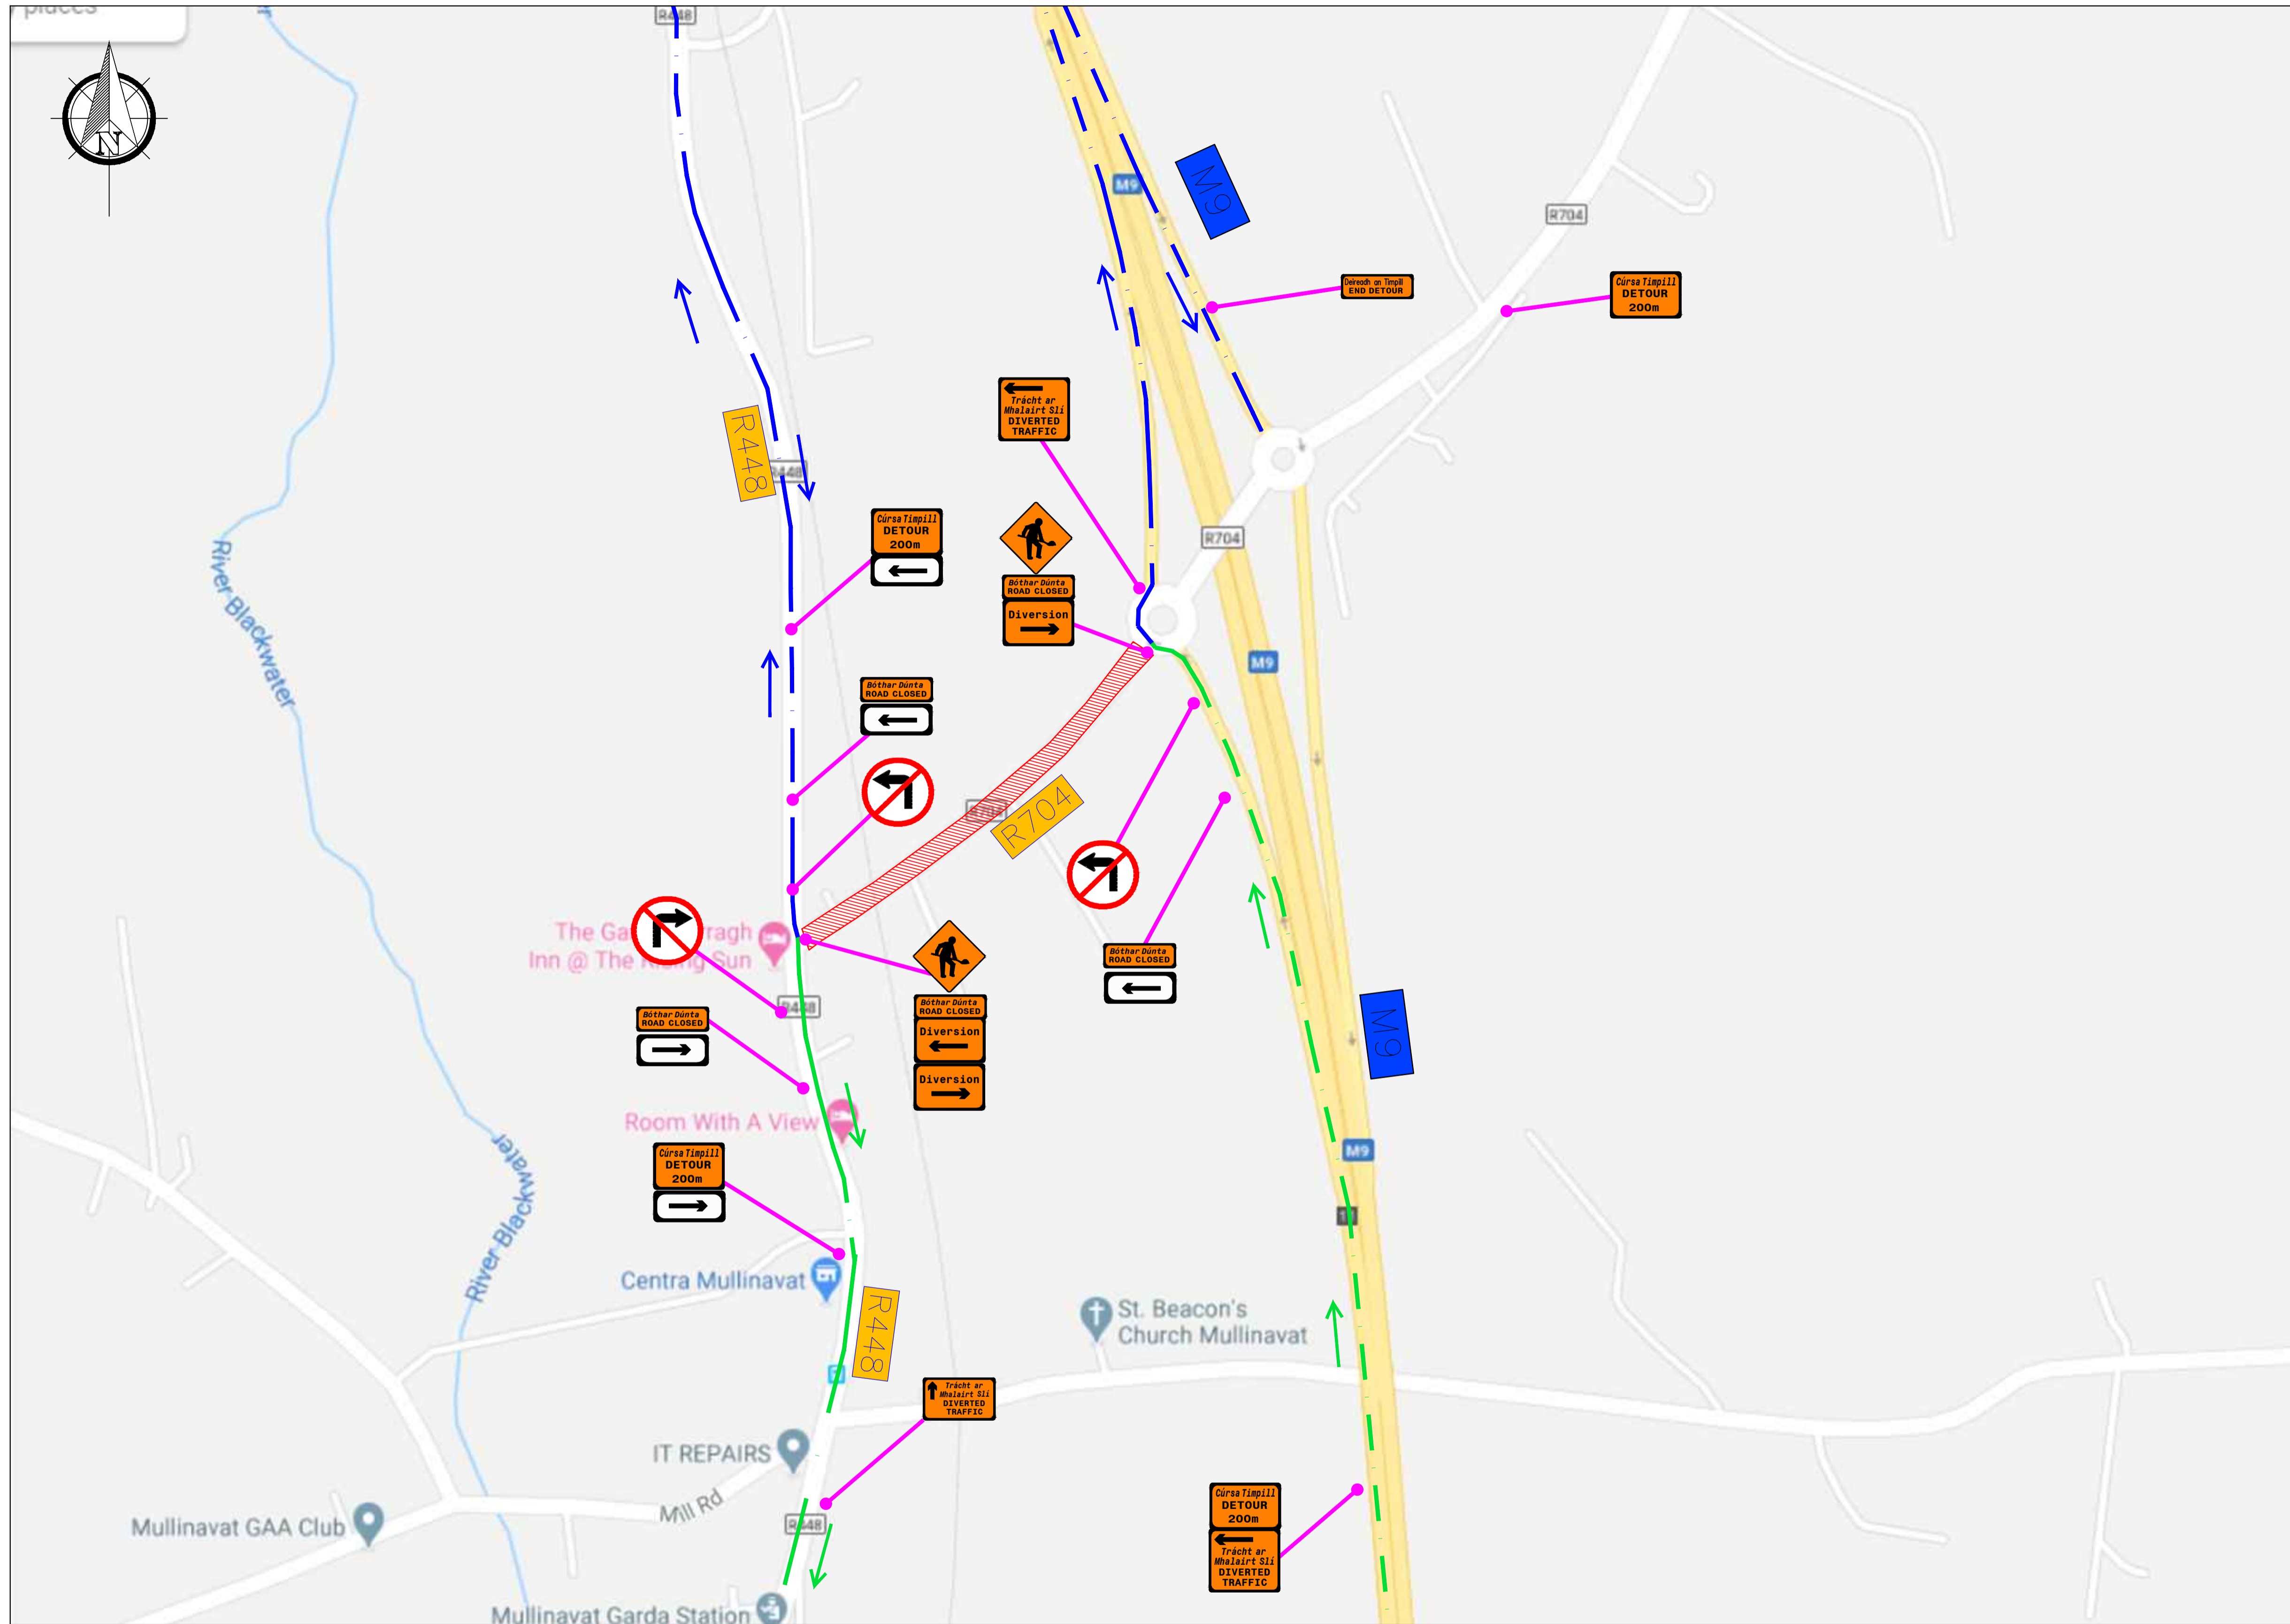 places
N
R448
M9
M9
R704
Deireadh an Timpill
END DETOUR
Cúrsa Timpill
DETOUR
200m
Trácht ar
Mhalairt Slí
DIVERTED
TRAFFIC
R448
R448
Cúrsa Timpill
DETOUR
200m
R704
Bóthar Dúnta
ROAD CLOSED
Diversion
River Blackwater
M9
Bóthar Dúnta
ROAD CLOSED
R704
R704
The
Inn @ The Rising Sun
Bóthar Dúnta
ROAD CLOSED
R448
Bóthar Dúnta
ROAD CLOSED
Bóthar Dúnta
ROAD CLOSED
Diversion
Diversion
M9
Room With A View
M9
Cúrsa Timpill
DETOUR
200m
River Blackwater
Centra Mullinavat
R448
St. Beacon's
Church Mullinavat
Trácht ar
Mhalairt Slí
DIVERTED
TRAFFIC
IT REPAIRS
Mill Rd
Mullinavat GAA Club
R448
Cúrsa Timpill
DETOUR
200m
Trácht ar
Mhalairt Slí
DIVERTED
TRAFFIC
Mullinavat Garda Station